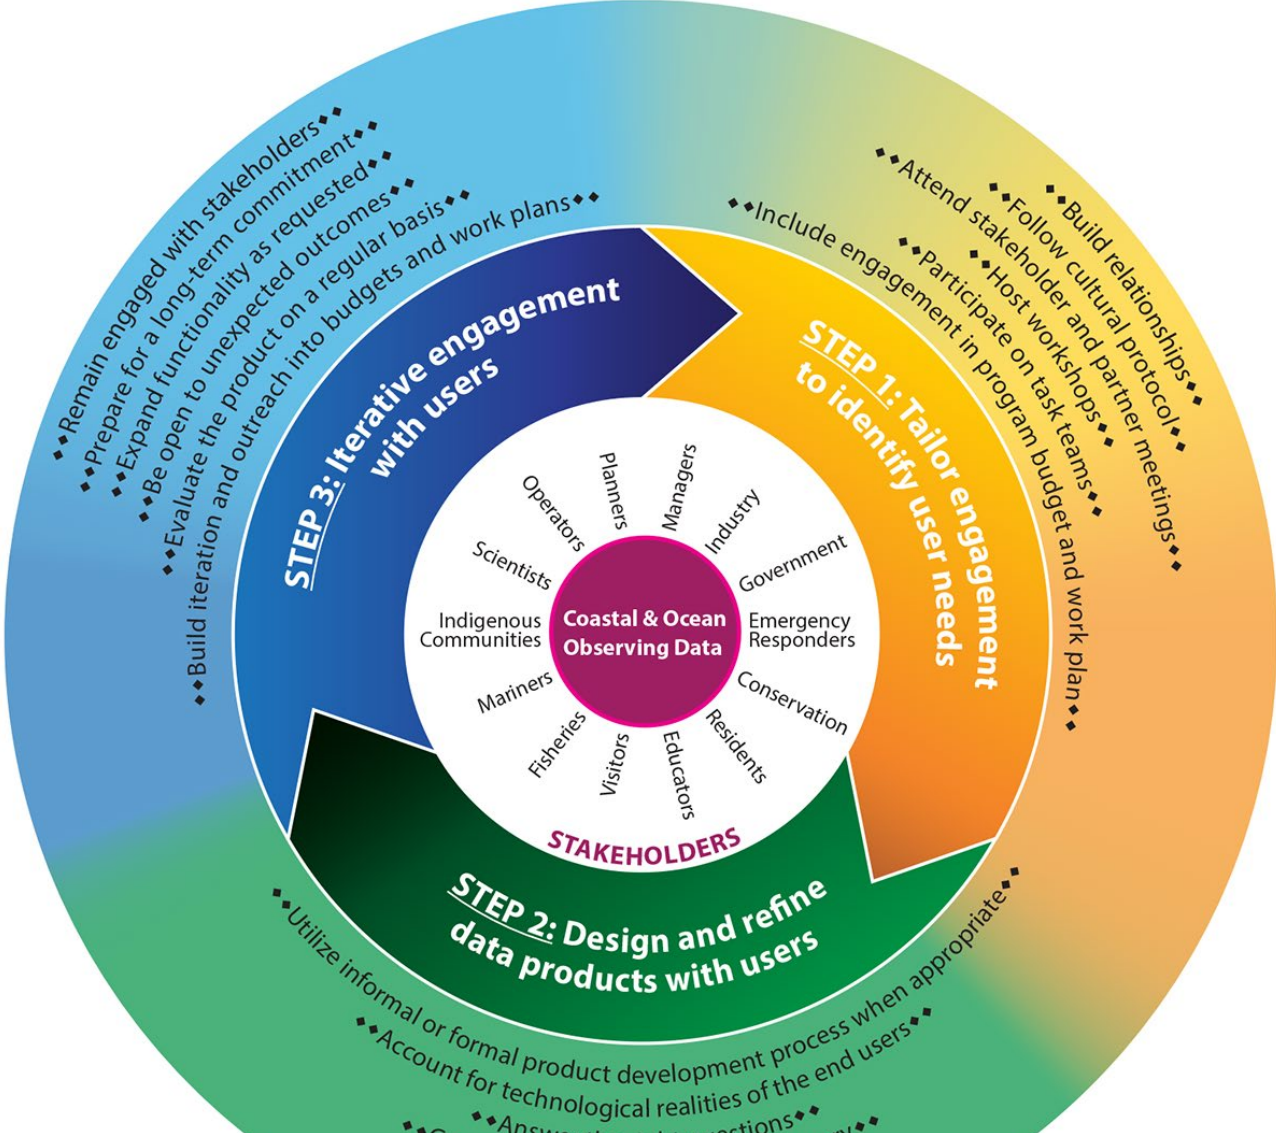 Coastal & Ocean
Observing Data
Managers
Industry
Government
Emergency
Responders
Conservation
Residents
Educators
Visitors
Fisheries
Mariners
Indigenous
Communities
Scientists
Operators
Planners
STAKEHOLDERS
STEP 1: Tailor engagement
to identify user needs
Build relationships
Follow cultural protocol
Attend stakeholder and partner meetings
Host workshops
Participate on task teams
Include engagement in program budget and work plan
STEP 2: Design and refine
data products with users
Utilize informal or formal product development process when appropriate
Account for technological realities of the end users
STEP 3: Iterative engagement
with users
Remain engaged with stakeholders
Prepare for a long-term commitment
Expand functionality as requested
Be open to unexpected outcomes
Evaluate the product on a regular basis
Build iteration and outreach into budgets and work plans